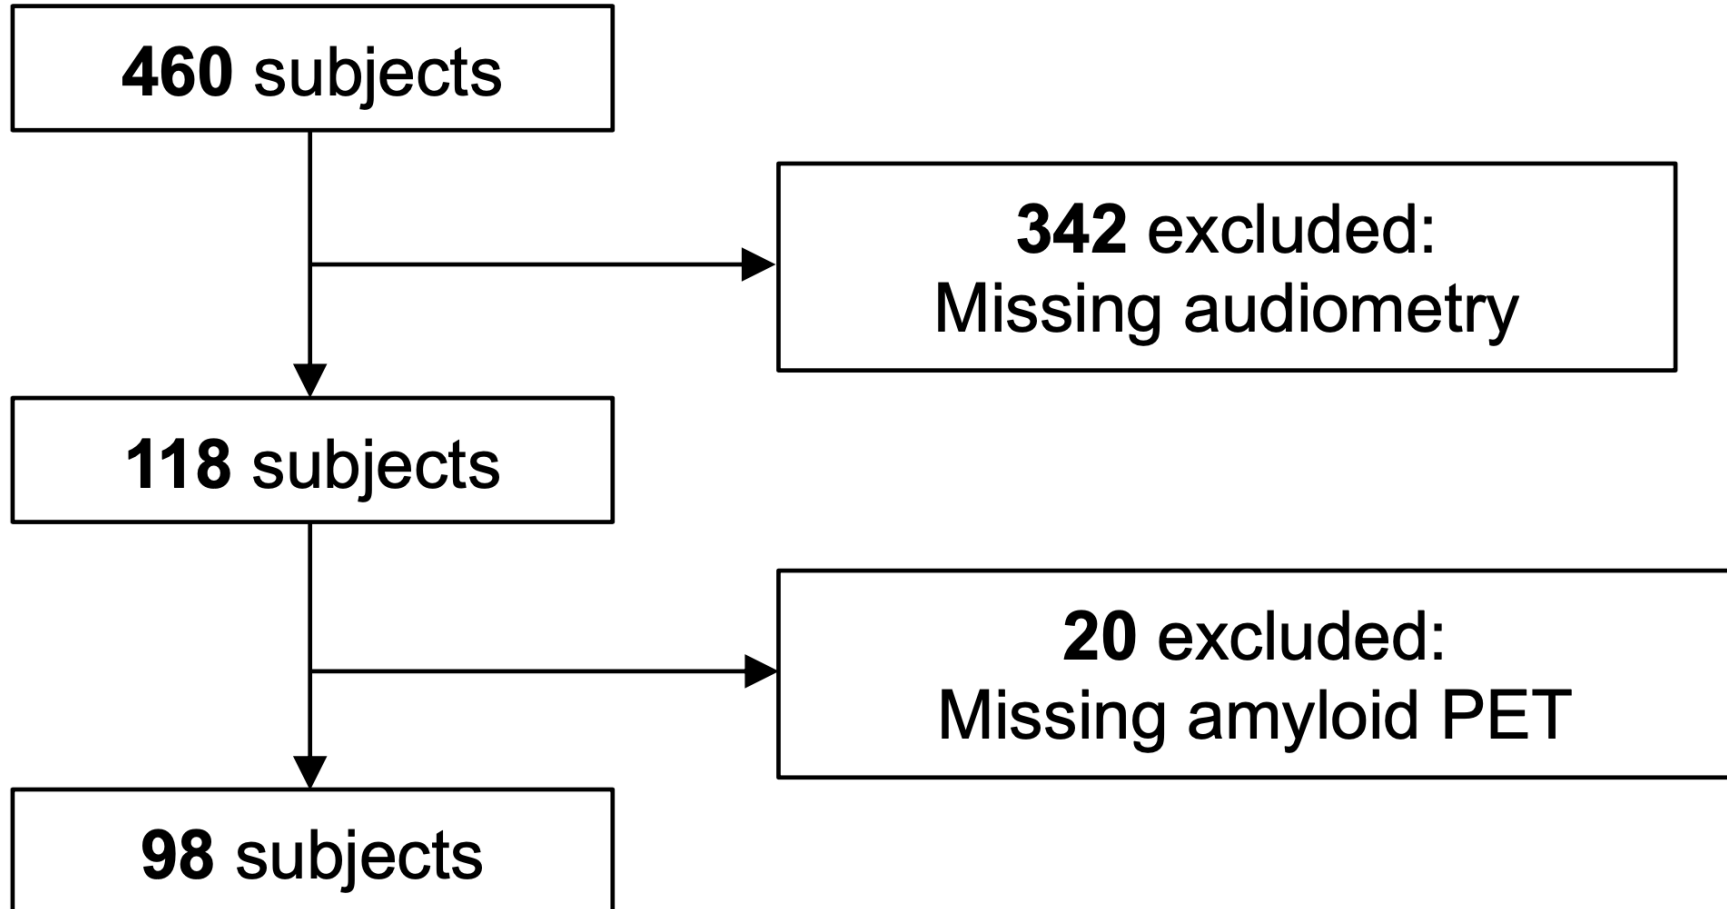 460 subjects
342 excluded:
Missing audiometry
118 subjects
20 excluded:
Missing amyloid PET
98 subjects